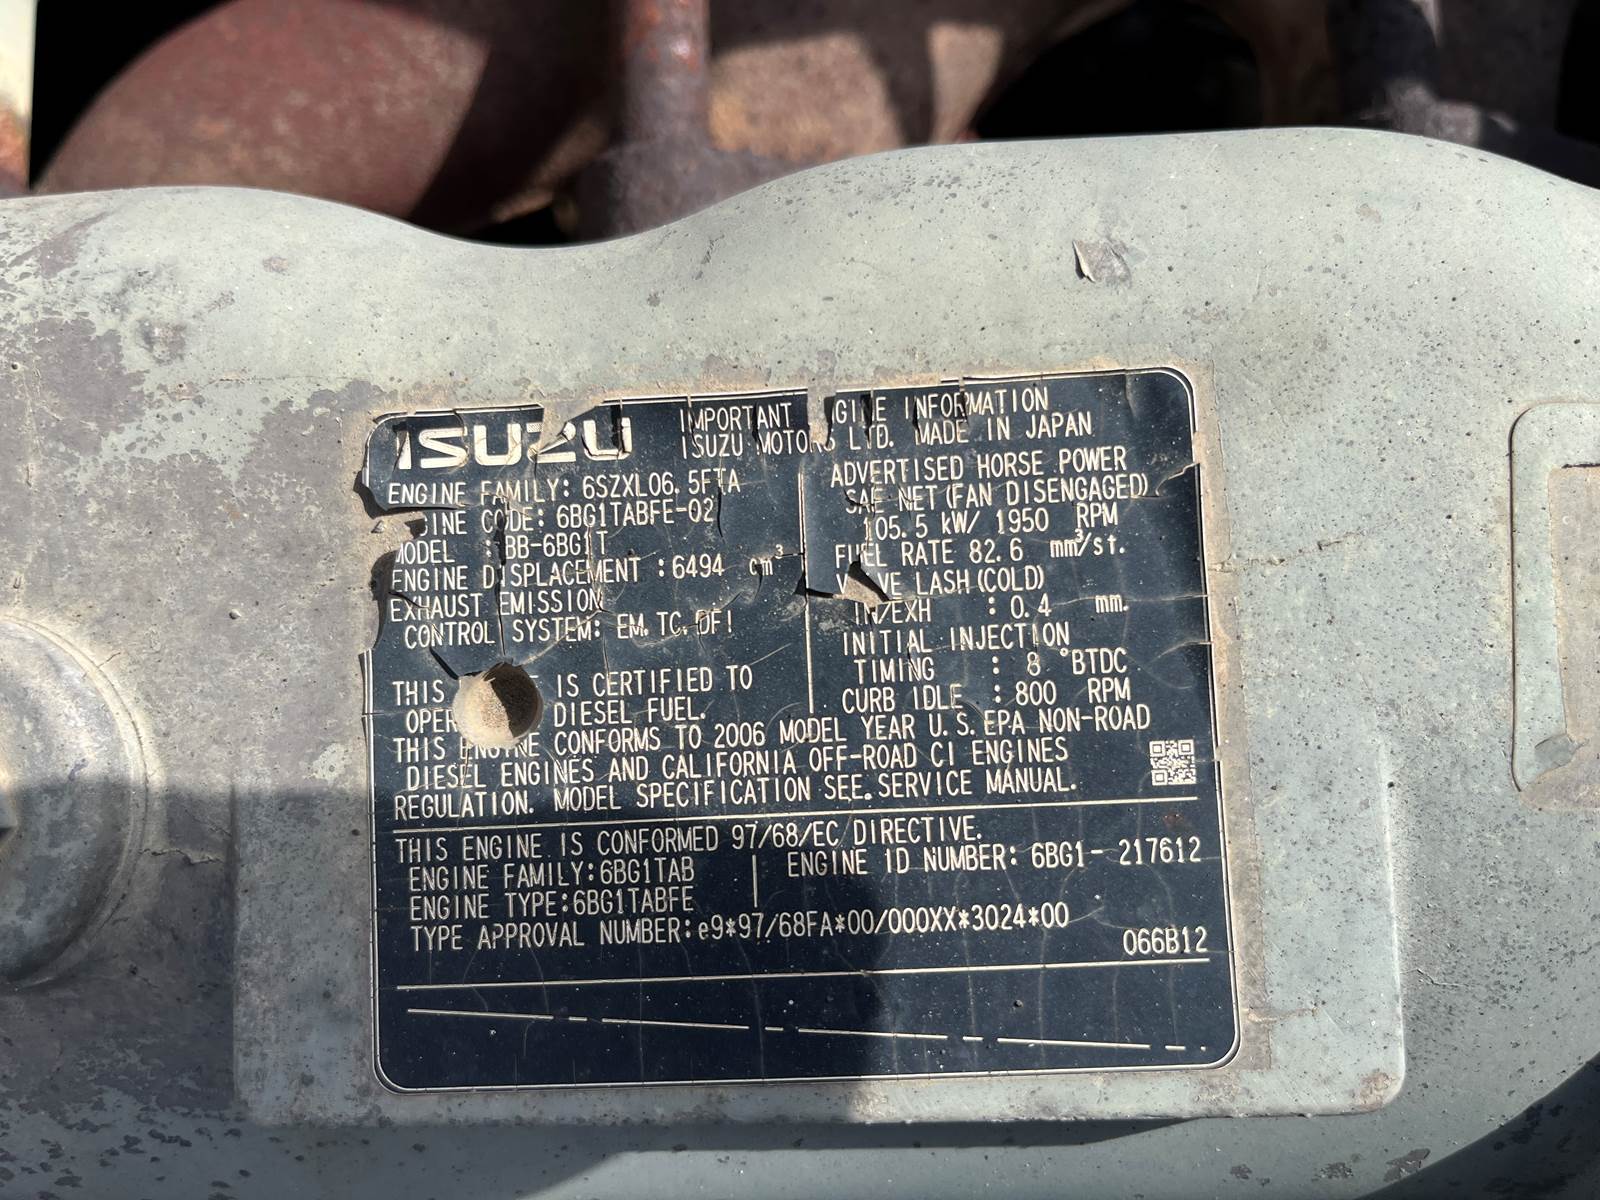 ISUZU
IMPORTANT GINE INFORMATION
ISUZU MOTORS LTD. MADE IN JAPAN
ENGINE FAMILY: 6SZXL06.5FTA
GINE CODE: 6BG1TABFE-02
MODEL : BB-6BG1T
ENGINE DISPLACEMENT : 6494 cm³
EXHAUST EMISSION
CONTROL SYSTEM: EM.TC.DFI
ADVERTISED HORSE POWER
SAE NET (FAN DISENGAGED)
105.5 kW/ 1950 RPM
FUEL RATE 82.6 mm³/st.
LASH (COLD)
IN/EXH : 0.4 mm.
INITIAL INJECTION
TIMING : 8 °BTDC
CURB IDLE : 800 RPM
THIS IS CERTIFIED TO
OPER DIESEL FUEL.
THIS ENGINE CONFORMS TO 2006 MODEL YEAR U.S.EPA NON-ROAD
DIESEL ENGINES AND CALIFORNIA OFF-ROAD CI ENGINES
REGULATION. MODEL SPECIFICATION SEE.SERVICE MANUAL.
THIS ENGINE IS CONFORMED 97/68/EC DIRECTIVE.
ENGINE FAMILY:6BG1TAB
ENGINE ID NUMBER: 6BG1- 217612
ENGINE TYPE:6BG1TABFE
TYPE APPROVAL NUMBER:e9*97/68FA*00/000XX*3024*00
066B12